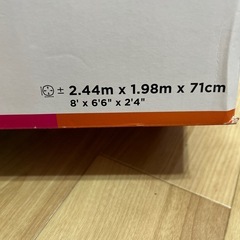 ± 2.44m x 1.98m x 71cm
8' x 6'6" x 2'4"